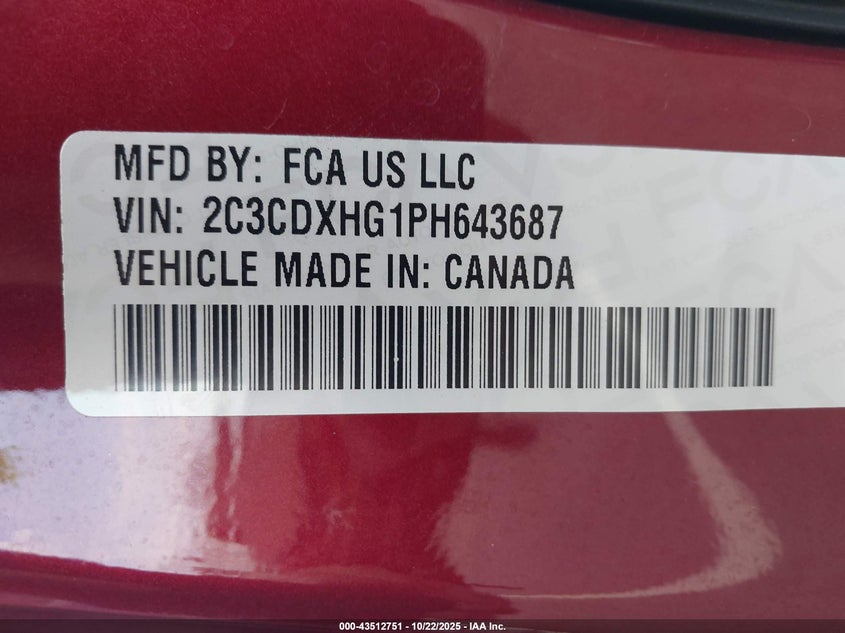 MFD BY: FCA US LLC
VIN: 2C3CDXHG1PH643687
VEHICLE MADE IN: CANADA
000-43512751 - 10/22/2025 - IAA Inc.